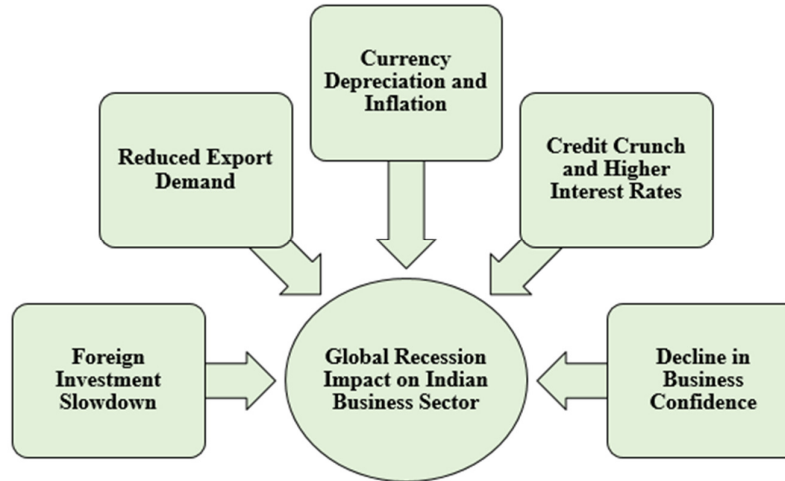 Currency
Depreciation and
Inflation
Reduced Export
Demand
Credit Crunch
and Higher
Interest Rates
Foreign
Investment
Slowdown
Global Recession
Impact on Indian
Business Sector
Decline in
Business
Confidence